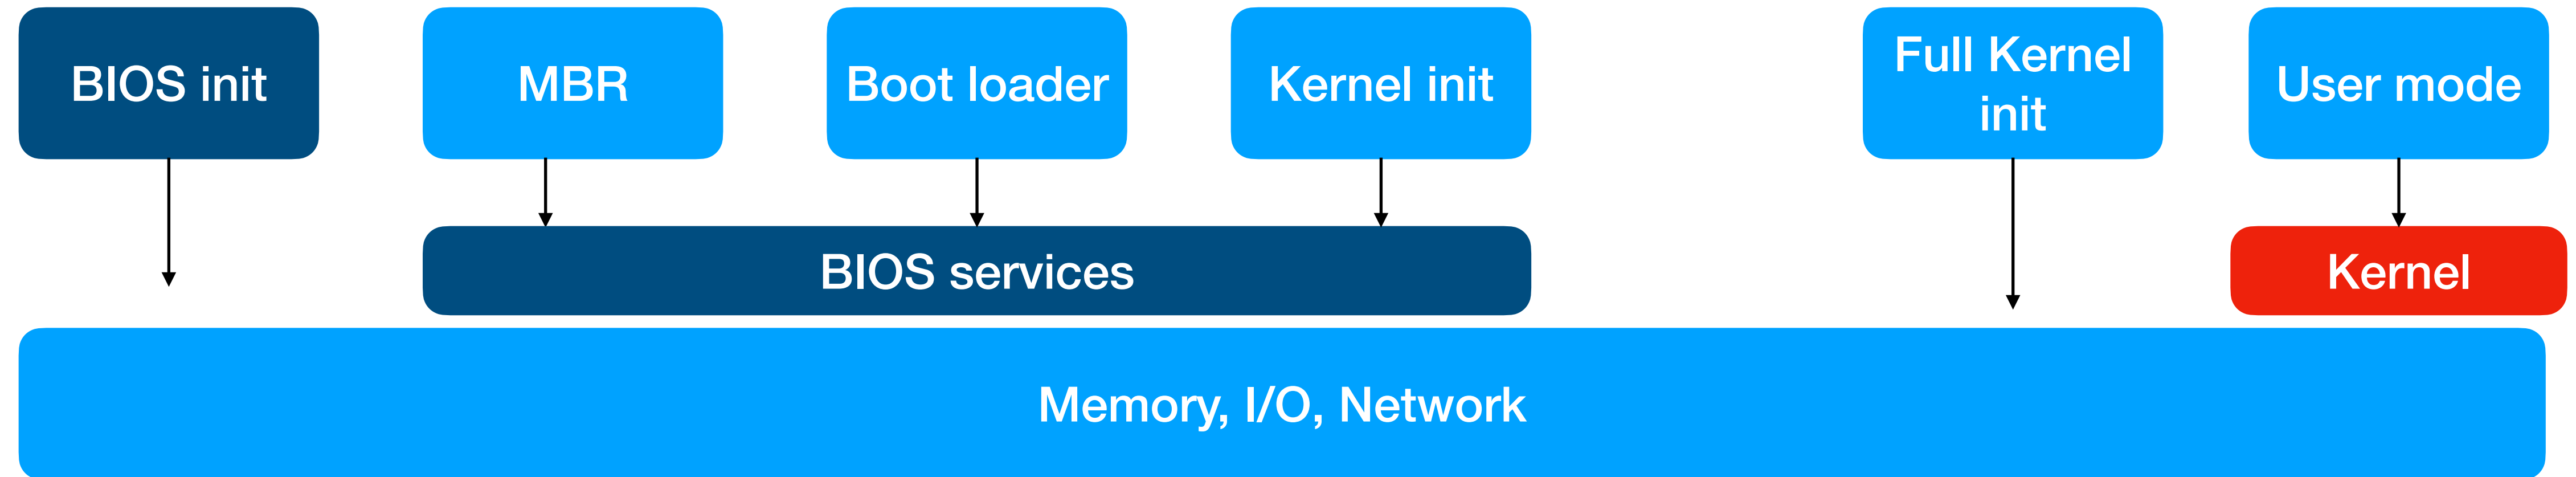 BIOS init
MBR
Boot loader
Kernel init
Full Kernel
init
User mode
BIOS services
Kernel
Memory, I/O, Network